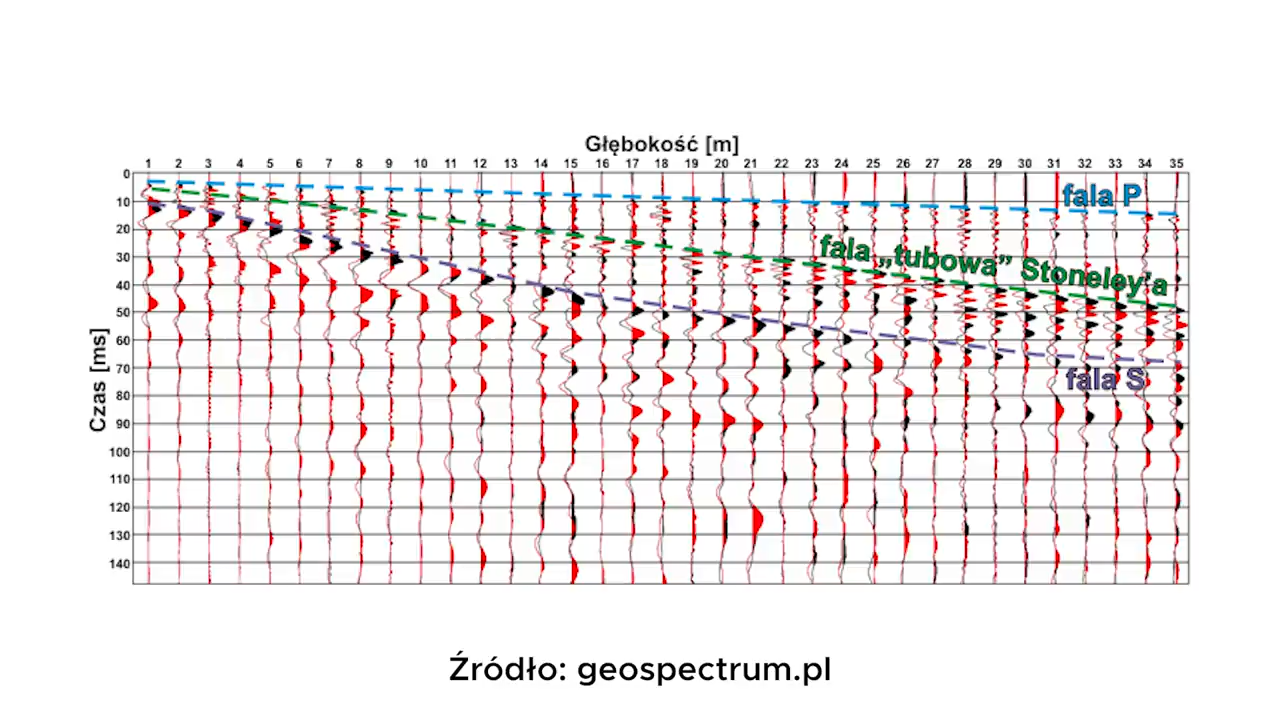 Głębokość [m]
1 2 3 4 5 6 7 8 9 10 11 12 13 14 15 16 17 18 19 20 21 22 23 24 25 26 27 28 29 30 31 32 33 34 35
0
fala P
10
20
fala „tubowa” Stoneley'a
30
40
50
60
Czas [ms]
70
fala S
80
90
100
110
120
130
140
Źródło: geospectrum.pl